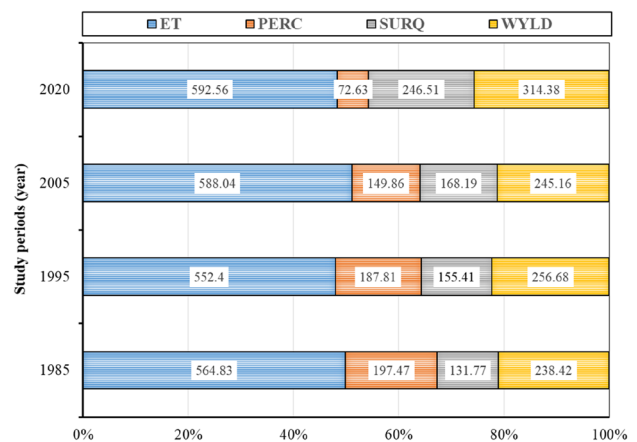 ET PERC SURQ WYLD
2020 592.56 72.63 246.51 314.38
2005 588.04 149.86 168.19 245.16
1995 552.4 187.81 155.41 256.68
1985 564.83 197.47 131.77 238.42
0% 20% 40% 60% 80% 100%
Study periods (year)